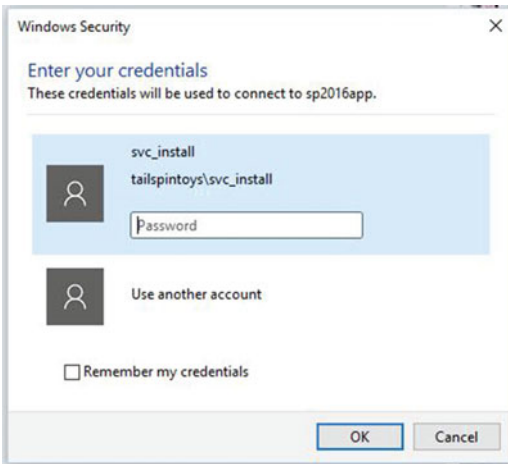 Windows Security
Enter your credentials
These credentials will be used to connect to sp2016app.
svc_install
tailspintoys\svc_install
Password
Use another account
Remember my credentials
OK
Cancel